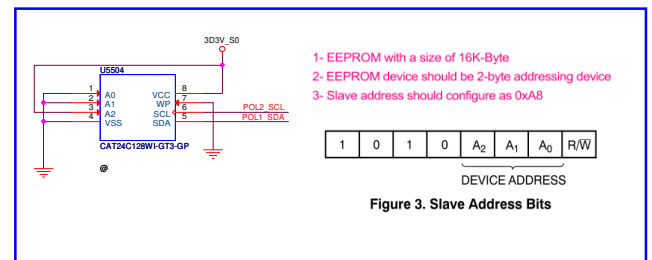 3D3V_S0
U5504
1 A0 VCC 8
2 A1 WP 7
3 A2 SCL 6 POL2_SCL
4 VSS SDA 5 POL1_SDA
CAT24C128WI-GT3-GP
@
1- EEPROM with a size of 16K-Byte
2- EEPROM device should be 2-byte addressing device
3- Slave address should configure as 0xA8
1 0 1 0 A2 A1 A0 R/W̅
DEVICE ADDRESS
Figure 3. Slave Address Bits